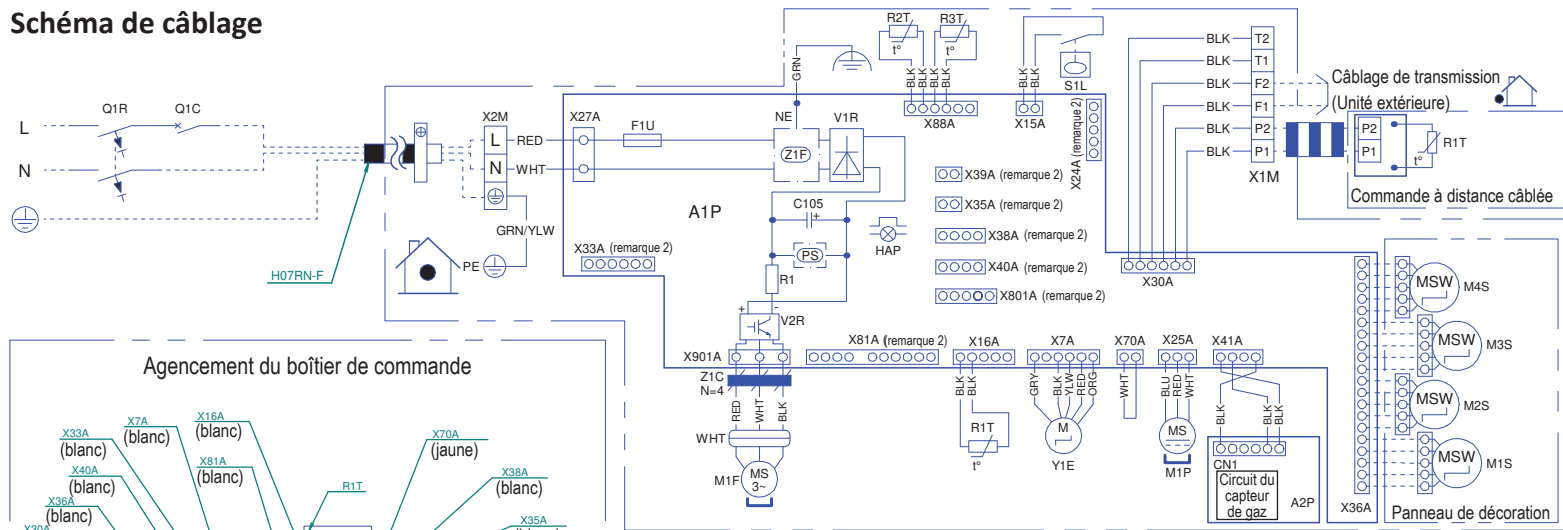 Schéma de câblage
Q1R
Q1C
L
N
H07RN-F
X2M
L
N
RED
WHT
GRN/YLW
PE
X27A
F1U
NE
GRN
Z1F
V1R
A1P
C105
+
PS
R1
HAP
+
-
V2R
X33A (remarque 2)
R2T
t°
R3T
t°
BLK
BLK
BLK
BLK
X88A
BLK
BLK
X15A
S1L
X24A (remarque 2)
X39A (remarque 2)
X35A (remarque 2)
X38A (remarque 2)
X40A (remarque 2)
X801A (remarque 2)
BLK
T2
BLK
T1
BLK
F2
BLK
F1
BLK
P2
BLK
P1
X1M
X30A
Câblage de transmission
(Unité extérieure)
P2
P1
R1T
t°
Commande à distance câblée
X901A
Z1C
N=4
RED
WHT
BLK
WHT
M1F
MS
3~
X81A (remarque 2)
X16A
BLK
BLK
R1T
t°
X7A
GRY
BLK
YLW
RED
ORG
M
Y1E
X70A
WHT
X25A
BLU
RED
WHT
MS
M1P
X41A
BLK
BLK
BLK
CN1
Circuit du
capteur
de gaz
A2P
X36A
MSW
M4S
MSW
M3S
MSW
M2S
MSW
M1S
Panneau de décoration
Agencement du boîtier de commande
X16A
(blanc)
X7A
(blanc)
X33A
(blanc)
X81A
(blanc)
X40A
(blanc)
X36A
(blanc)
X30A
R1T
X70A
(jaune)
X38A
(blanc)
X35A